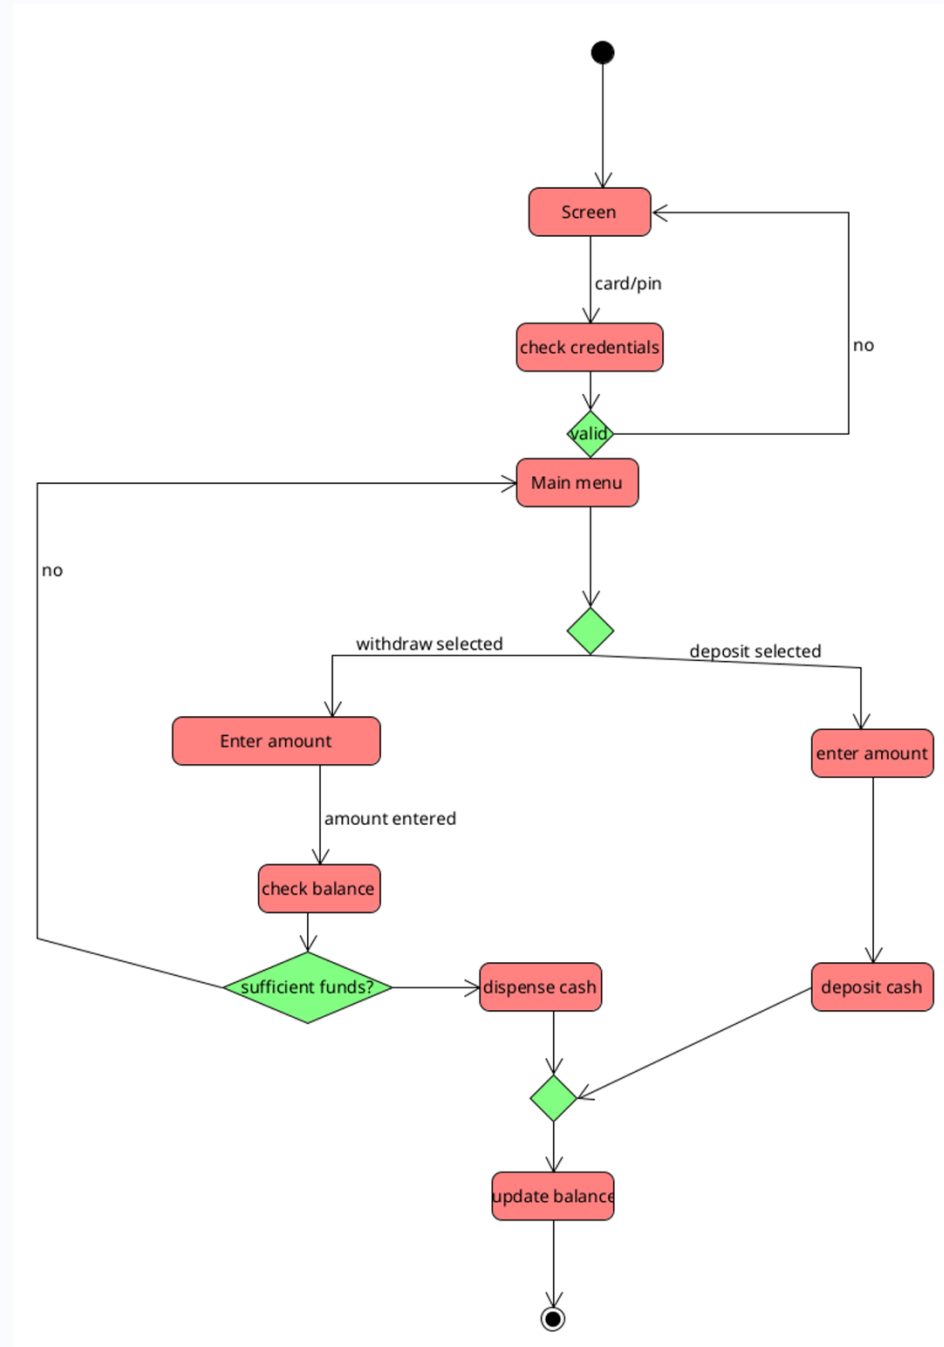 Screen
card/pin
check credentials
no
valid
Main menu
no
withdraw selected
deposit selected
Enter amount
enter amount
amount entered
check balance
sufficient funds?
dispense cash
deposit cash
update balance